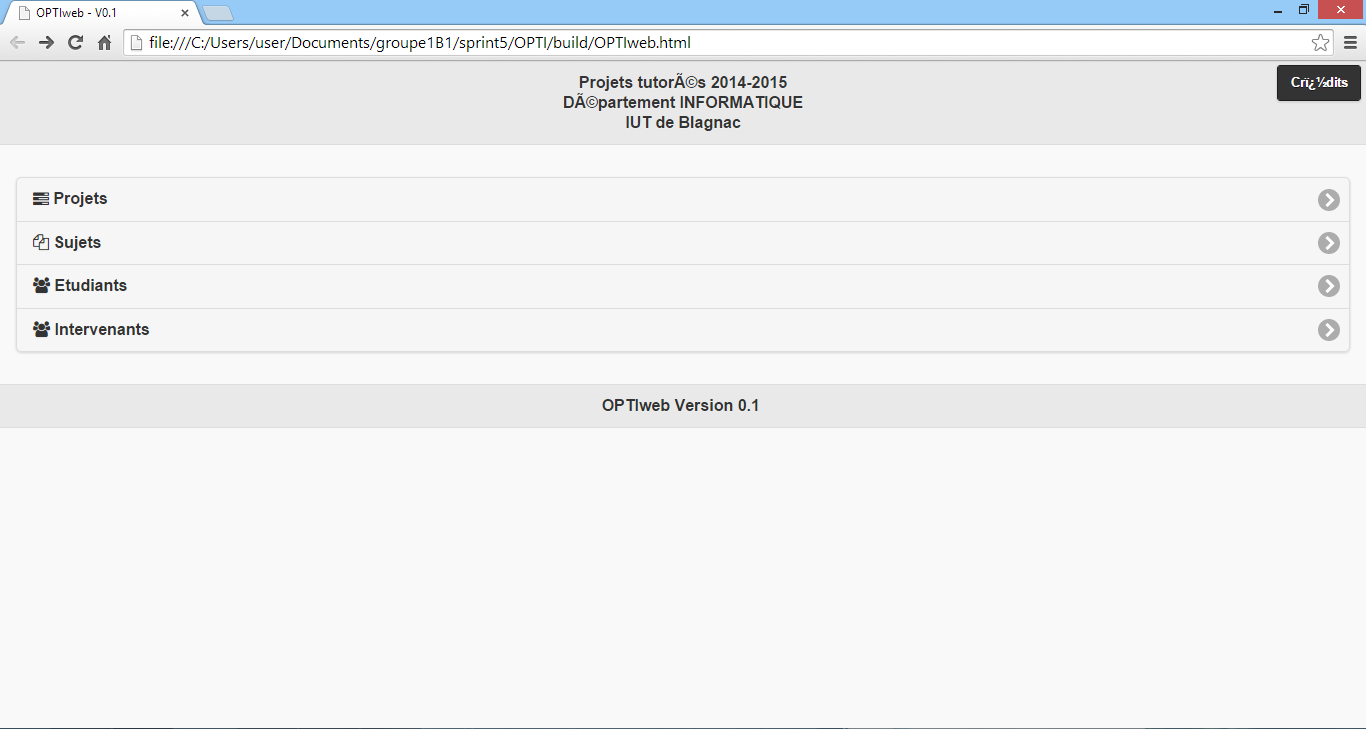 OPTIweb - V0.1
file:///C:/Users/user/Documents/groupe1B1/sprint5/OPTI/build/OPTIweb.html
Projets tutorÃ©s 2014-2015
DÃ©partement INFORMATIQUE
IUT de Blagnac
Crï¿½dits
Projets
Sujets
Etudiants
Intervenants
OPTIweb Version 0.1